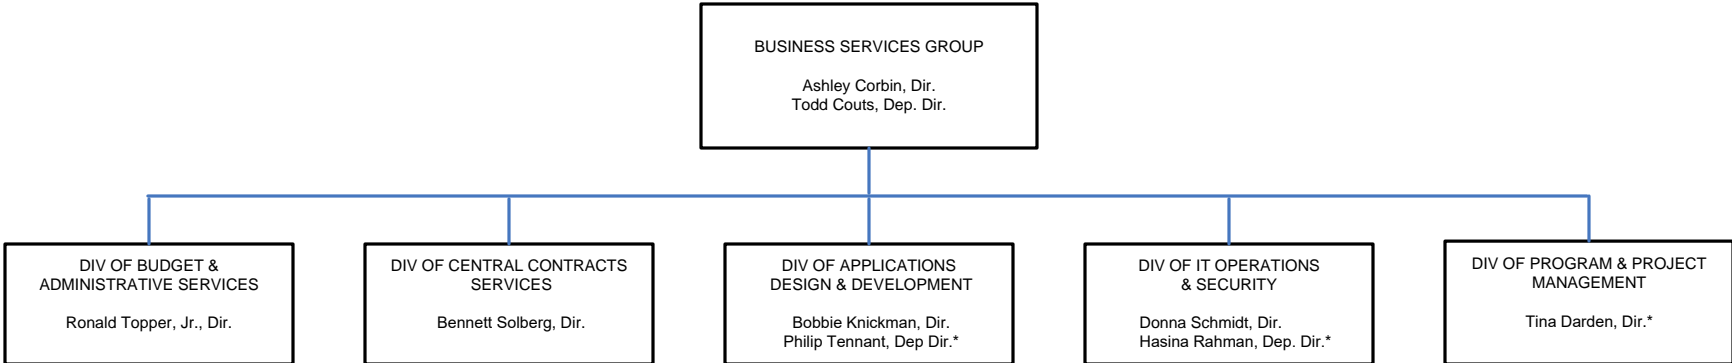 BUSINESS SERVICES GROUP
Ashley Corbin, Dir.
Todd Couts, Dep. Dir.
DIV OF BUDGET &
ADMINISTRATIVE SERVICES
Ronald Topper, Jr., Dir.
DIV OF CENTRAL CONTRACTS
SERVICES
Bennett Solberg, Dir.
DIV OF APPLICATIONS
DESIGN & DEVELOPMENT
Bobbie Knickman, Dir.
Philip Tennant, Dep Dir.*
DIV OF IT OPERATIONS
& SECURITY
Donna Schmidt, Dir.
Hasina Rahman, Dep. Dir.*
DIV OF PROGRAM & PROJECT
MANAGEMENT
Tina Darden, Dir.*